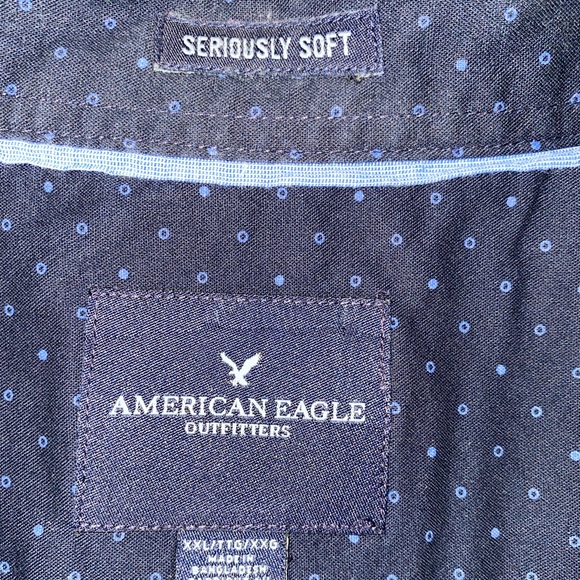 SERIOUSLY SOFT
AMERICAN EAGLE
OUTFITTERS
XXL/TTG/XXG
MADE IN
BANGLADESH